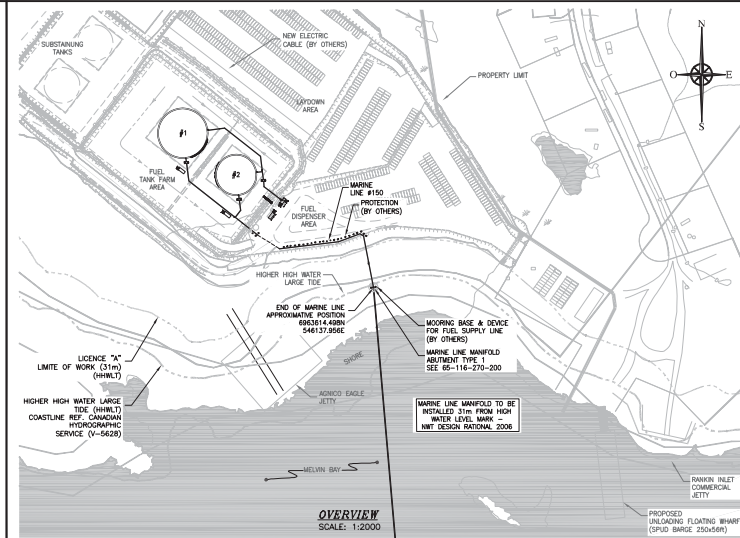 SUBSTAINUNG
TANKS
NEW ELECTRIC
CABLE (BY OTHERS)
PROPERTY LIMIT
N
O
E
S
LAYDOWN
AREA
#1
#2
FUEL
TANK FARM
AREA
MARINE
LINE #150
PROTECTION
(BY OTHERS)
FUEL
DISPENSER
AREA
HIGHER HIGH WATER
LARGE TIDE
END OF MARINE LINE
APPROXIMATIVE POSITION
6963614.498N
546137.956E
MOORING BASE & DEVICE
FOR FUEL SUPPLY LINE
(BY OTHERS)
MARINE LINE MANIFOLD
ABUTMENT TYPE 1
SEE 65-116-270-200
LICENCE "A"
LIMITE OF WORK (31m)
(HHWLT)
HIGHER HIGH WATER LARGE
TIDE (HHWLT)
COASTLINE REF. CANADIAN
HYDROGRAPHIC
SERVICE (V-5628)
SHORE
AGNICO EAGLE
JETTY
MARINE LINE MANIFOLD TO BE
INSTALLED 31m FROM HIGH
WATER LEVEL MARK –
NWT DESIGN RATIONAL 2006
MELVIN BAY
RANKIN INLET
COMMERCIAL
JETTY
PROPOSED
UNLOADING FLOATING WHARF
(SPUD BARGE 250x56ft)
OVERVIEW
SCALE: 1:2000